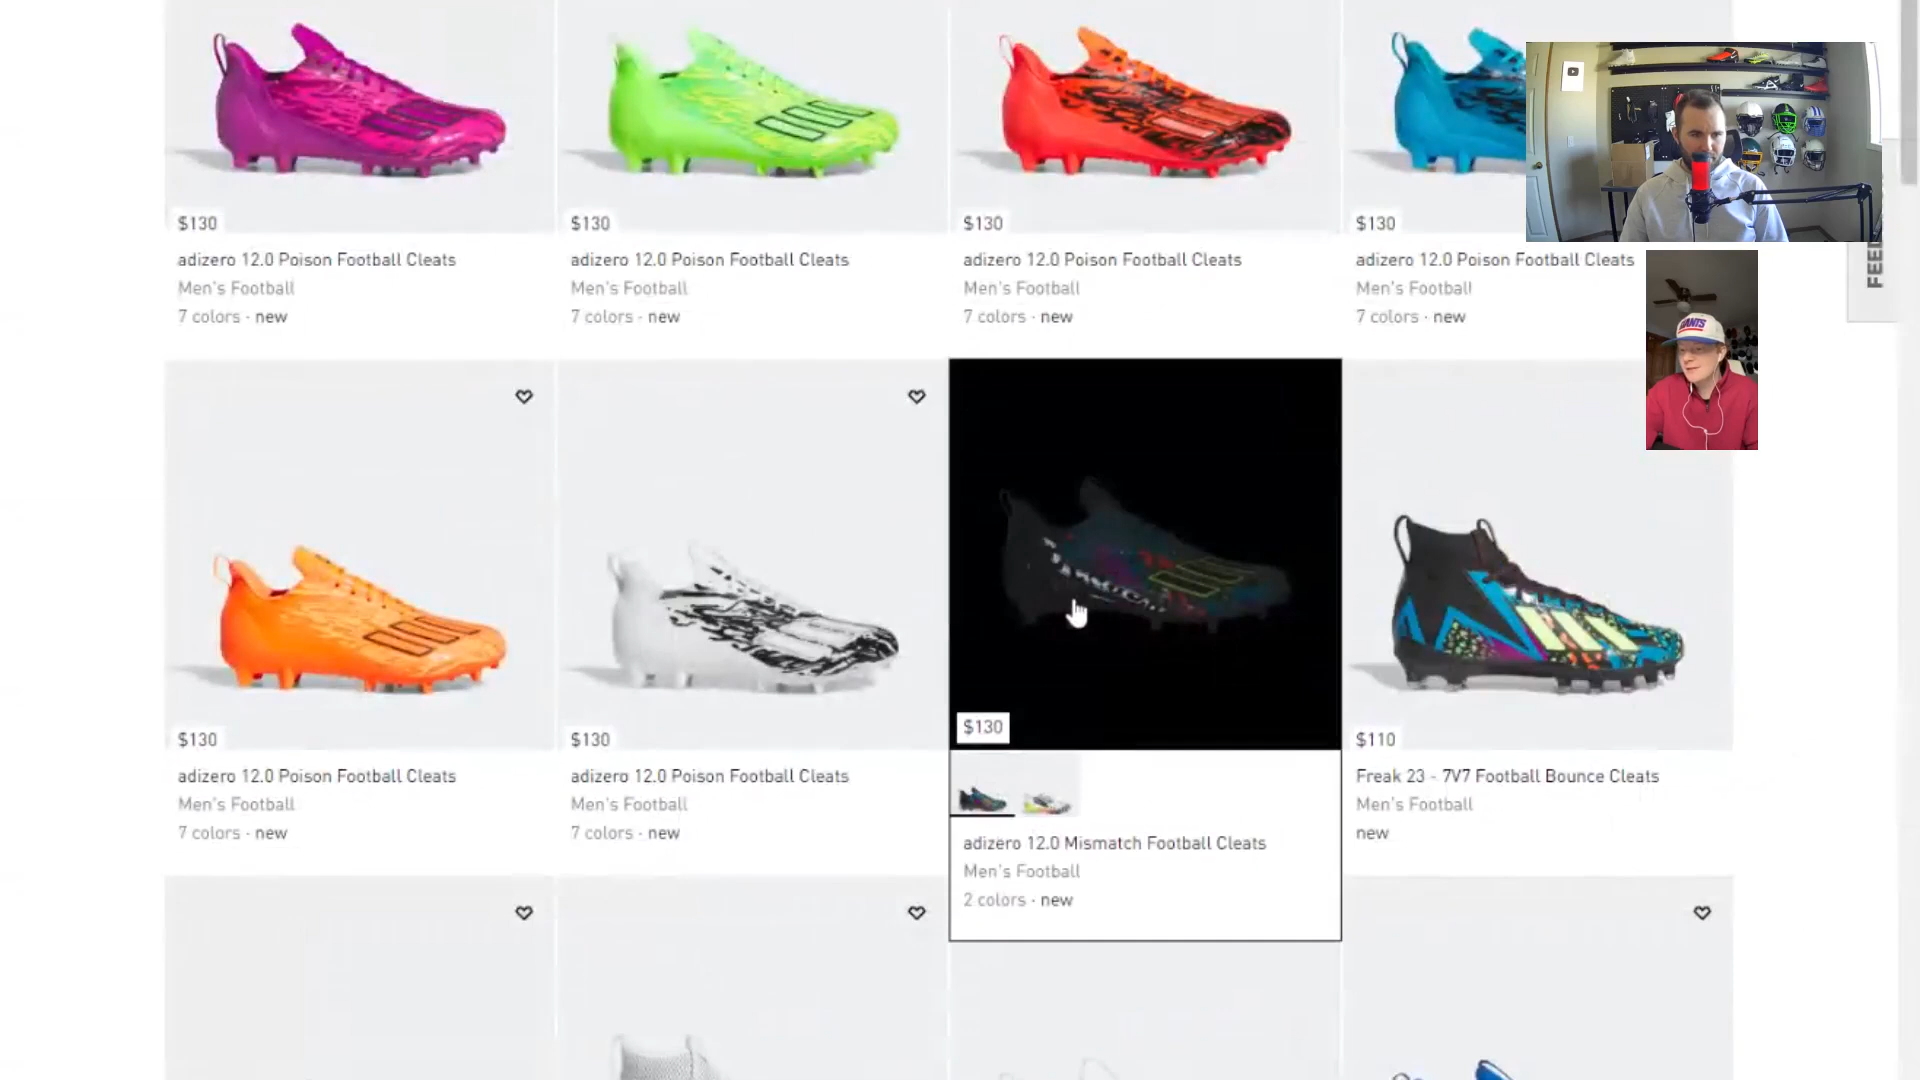 $130
$130
$130
$130
adizero 12.0 Poison Football Cleats
adizero 12.0 Poison Football Cleats
adizero 12.0 Poison Football Cleats
adizero 12.0 Poison Football Cleats
Men's Football
Men's Football
Men's Football
Men's Football
7 colors · new
7 colors · new
7 colors · new
7 colors · new
FEED
GIANTS
$130
$130
$130
$110
adizero 12.0 Poison Football Cleats
adizero 12.0 Poison Football Cleats
adizero 12.0 Mismatch Football Cleats
Freak 23 - 7V7 Football Bounce Cleats
Men's Football
Men's Football
Men's Football
Men's Football
7 colors · new
7 colors · new
2 colors · new
new